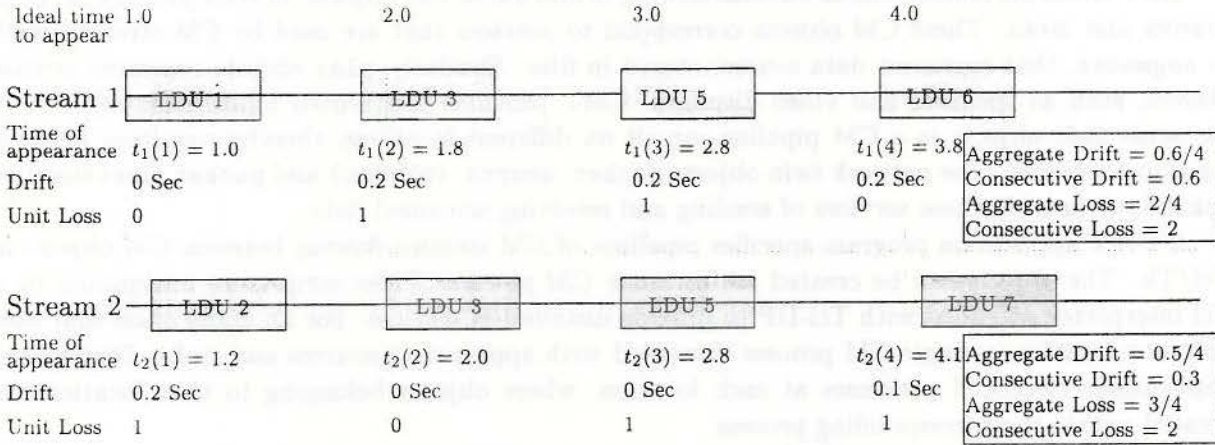 Ideal time 1.0 2.0 3.0 4.0
to appear
Stream 1 LDU 1 LDU 3 LDU 5 LDU 6
Time of
appearance t₁(1) = 1.0 t₁(2) = 1.8 t₁(3) = 2.8 t₁(4) = 3.8
Drift 0 Sec 0.2 Sec 0.2 Sec 0.2 Sec
Unit Loss 0 1 1 0
Aggregate Drift = 0.6/4
Consecutive Drift = 0.6
Aggregate Loss = 2/4
Consecutive Loss = 2
Stream 2 LDU 2 LDU 3 LDU 5 LDU 7
Time of
appearance t₂(1) = 1.2 t₂(2) = 2.0 t₂(3) = 2.8 t₂(4) = 4.1
Drift 0.2 Sec 0 Sec 0 Sec 0.3 Sec
Unit Loss 1 0 1 1
Aggregate Drift = 0.5/4
Consecutive Drift = 0.3
Aggregate Loss = 3/4
Consecutive Loss = 2